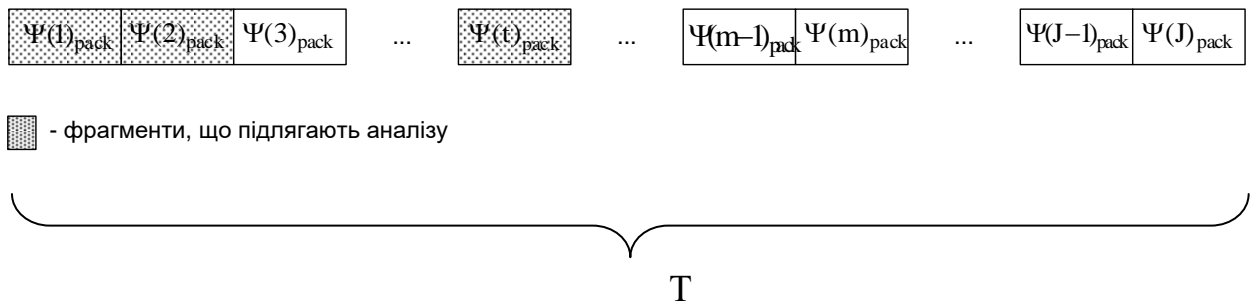 Ψ(1)pack Ψ(2)pack Ψ(3)pack ... Ψ(t)pack ... Ψ(m−1)pack Ψ(m)pack ... Ψ(J−1)pack Ψ(J)pack
- фрагменти, що підлягають аналізу
T